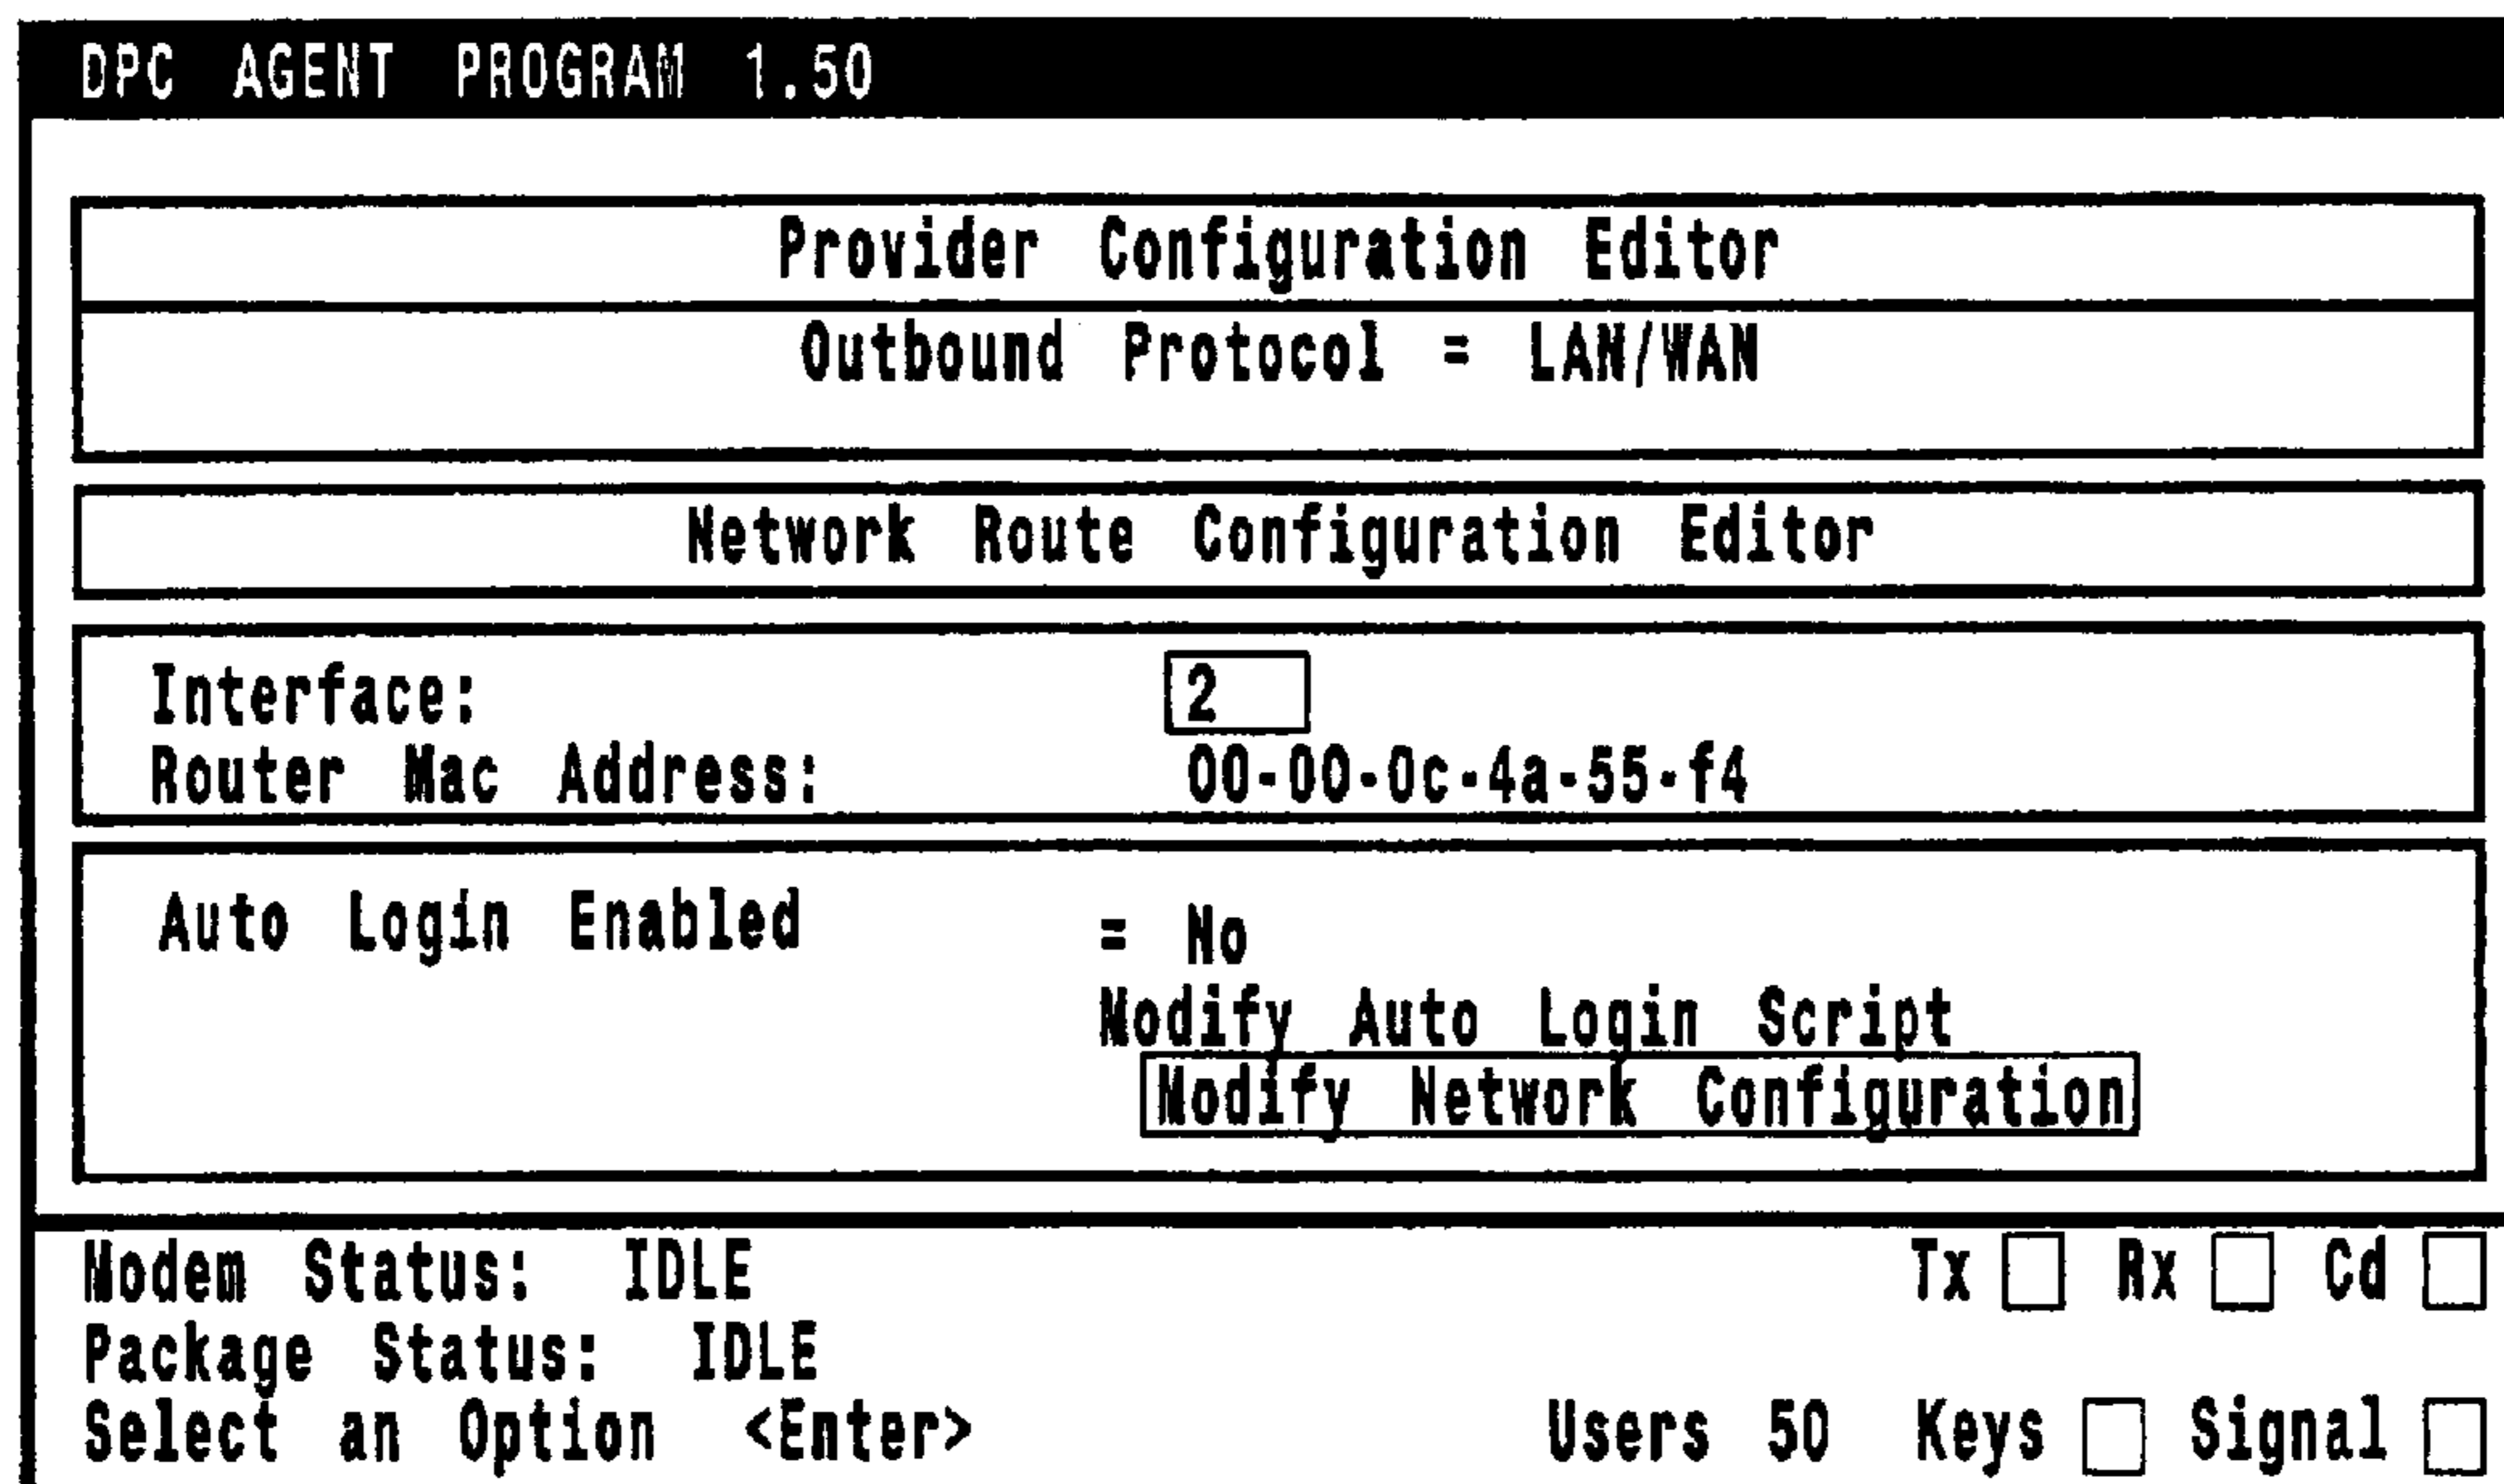 DPC AGENT PROGRAM 1.50
Provider Configuration Editor
Outbound Protocol = LAN/WAN
Network Route Configuration Editor
Interface: 2
Router Mac Address: 00-00-0c-4a-55-f4
Auto Login Enabled = No
Modify Auto Login Script
Modify Network Configuration
Modem Status: IDLE Tx Rx Cd
Package Status: IDLE
Select an Option <Enter> Users 50 Keys Signal